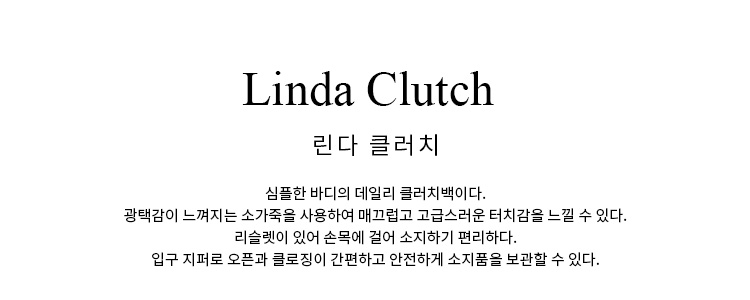 Linda Clutch
린다 클러치
심플한 바디의 데일리 클러치백이다.
광택감이 느껴지는 소가죽을 사용하여 매끄럽고 고급스러운 터치감을 느낄 수 있다.
리슬렛이 있어 손목에 걸어 소지하기 편리하다.
입구 지퍼로 오픈과 클로징이 간편하고 안전하게 소지품을 보관할 수 있다.